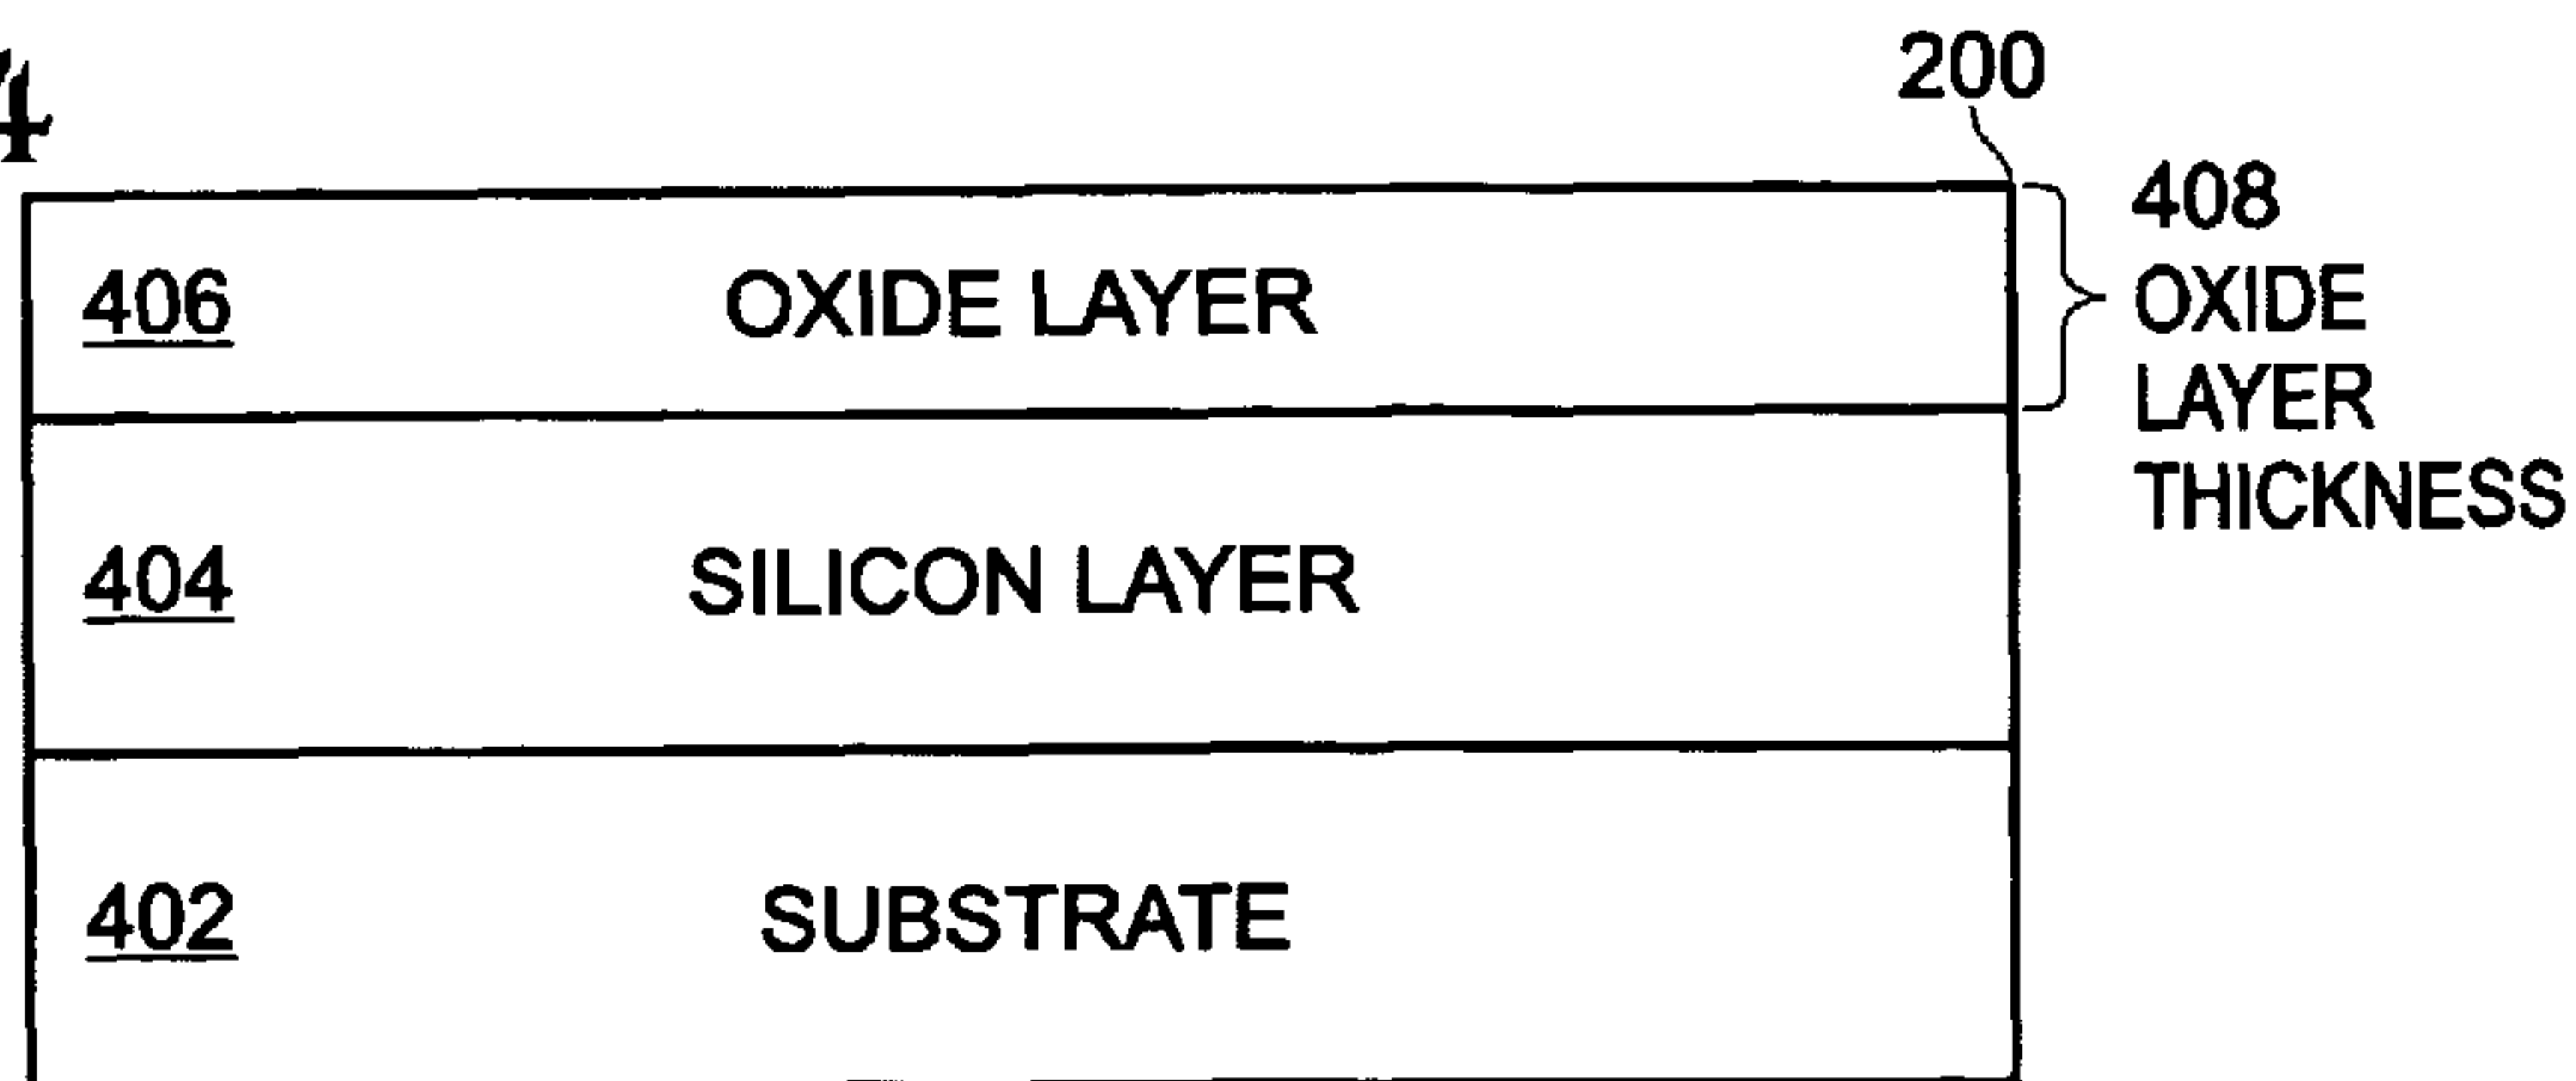 4
200
408
OXIDE
LAYER
THICKNESS
406 OXIDE LAYER
404 SILICON LAYER
402 SUBSTRATE